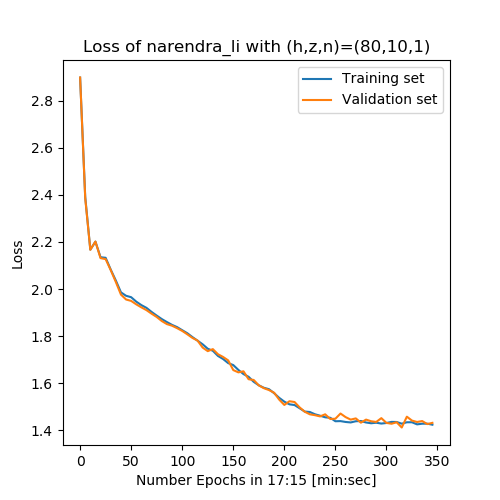 Loss of narendra_li with (h,z,n)=(80,10,1)
Training set
Validation set
Loss
2.8
2.6
2.4
2.2
2.0
1.8
1.6
1.4
0 50 100 150 200 250 300 350
Number Epochs in 17:15 [min:sec]